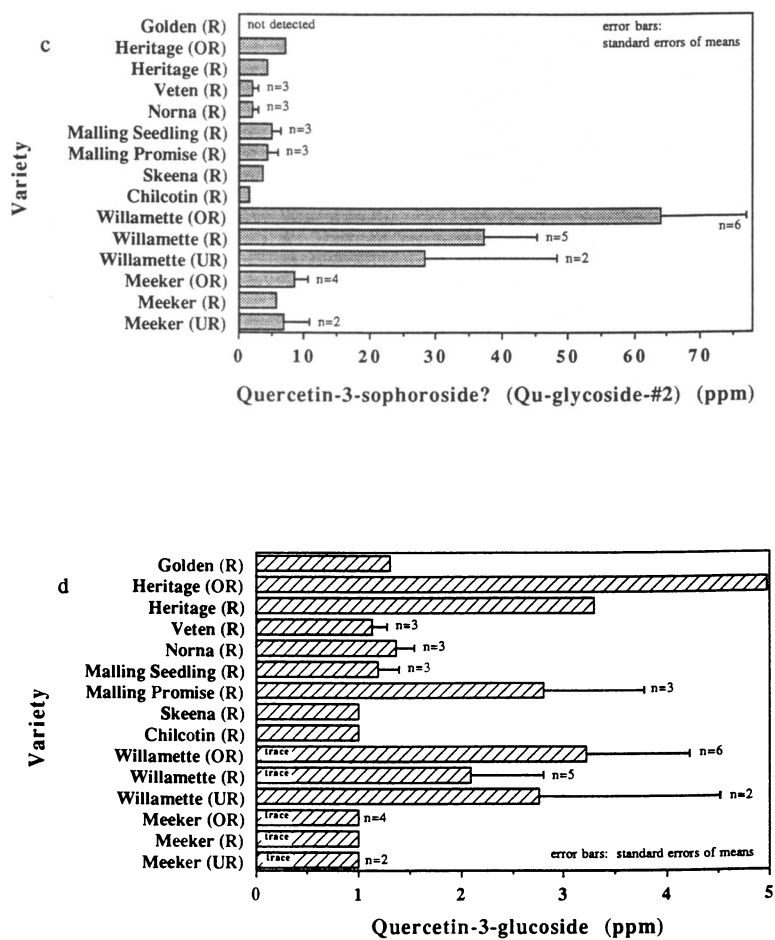 c
Variety
Golden (R) not detected error bars:
Heritage (OR) standard errors of means
Heritage (R)
Veten (R) n=3
Norna (R) n=3
Malling Seedling (R) n=3
Malling Promise (R) n=3
Skeena (R)
Chilcotin (R)
Willamette (OR) n=6
Willamette (R) n=5
Willamette (UR) n=2
Meeker (OR) n=4
Meeker (R)
Meeker (UR) n=2
0 10 20 30 40 50 60 70
Quercetin-3-sophoroside? (Qu-glycoside-#2) (ppm)
d
Variety
Golden (R)
Heritage (OR)
Heritage (R)
Veten (R) n=3
Norna (R) n=3
Malling Seedling (R) n=3
Malling Promise (R) n=3
Skeena (R)
Chilcotin (R)
Willamette (OR) trace n=6
Willamette (R) trace n=5
Willamette (UR) n=2
Meeker (OR) trace n=4
Meeker (R) trace
Meeker (UR) trace n=2 error bars: standard errors of means
0 1 2 3 4 5
Quercetin-3-glucoside (ppm)